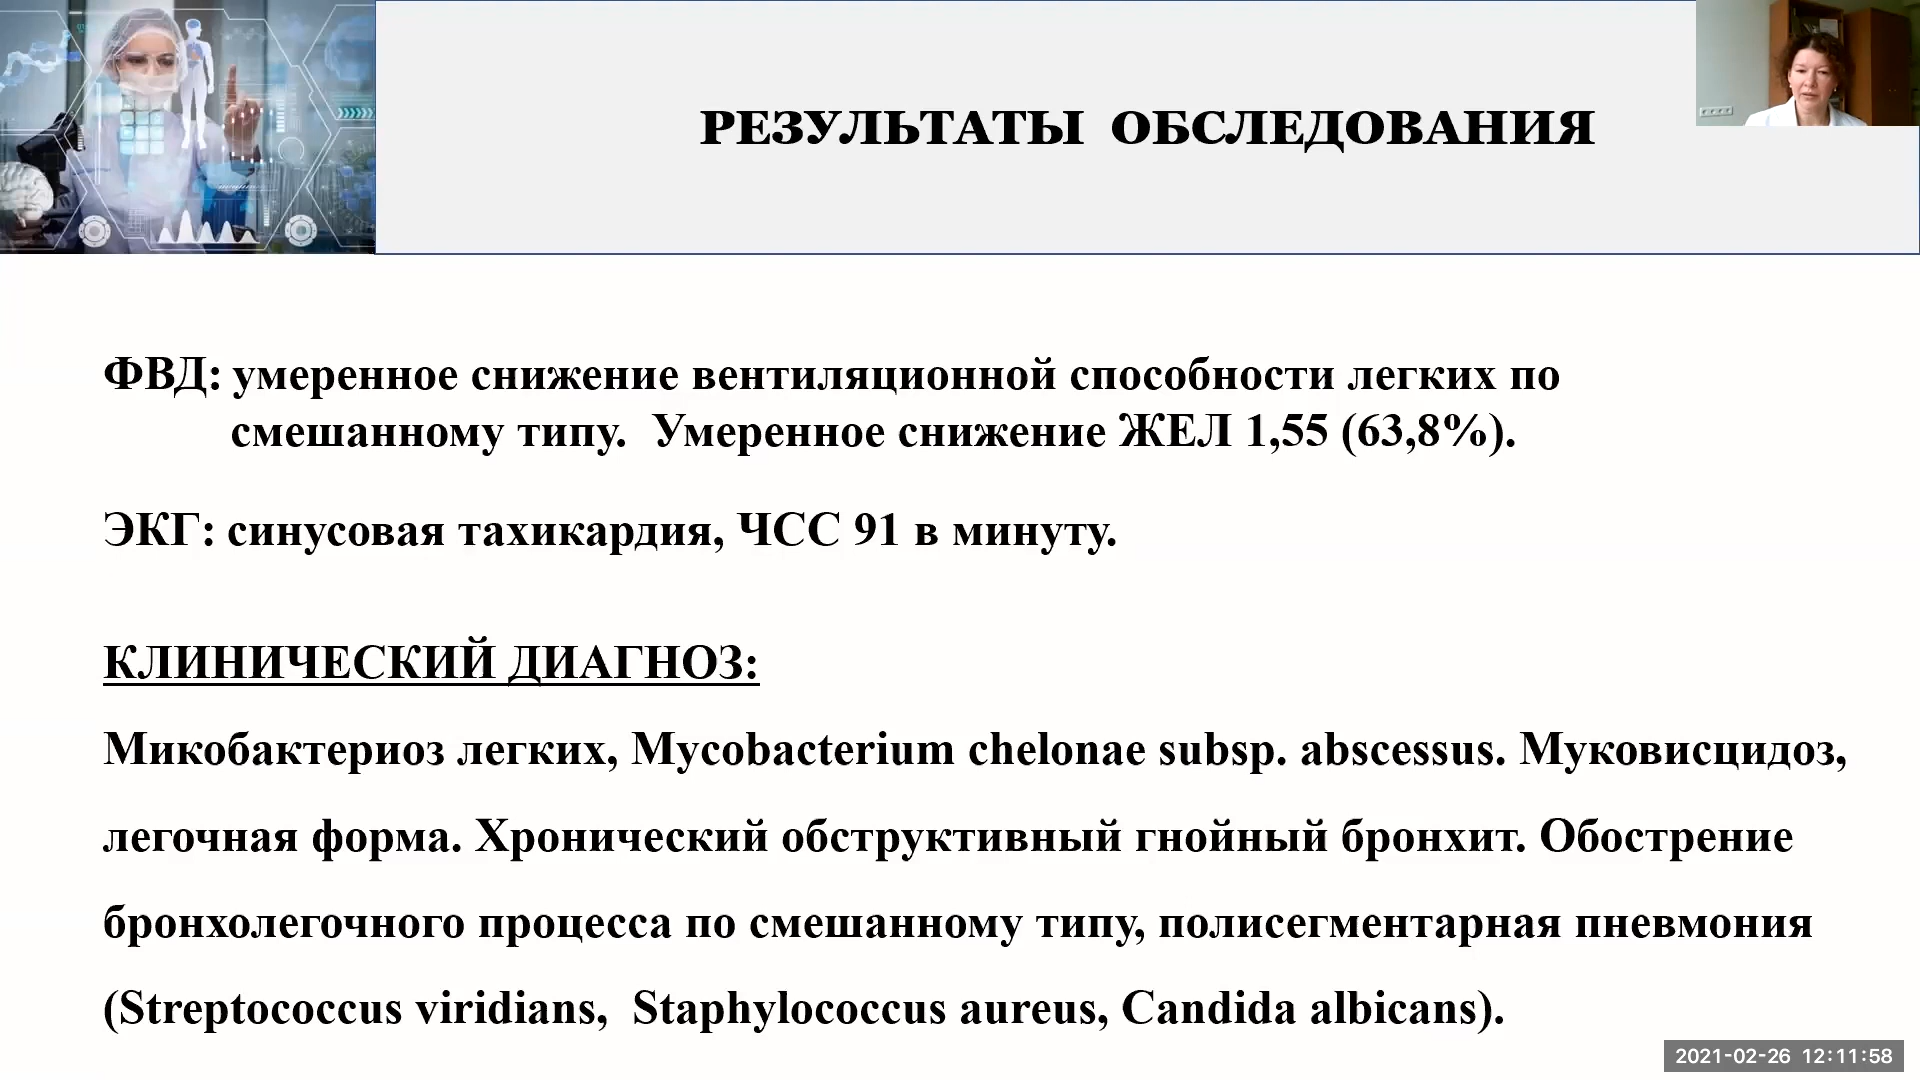 РЕЗУЛЬТАТЫ ОБСЛЕДОВАНИЯ
ФВД: умеренное снижение вентиляционной способности легких по
смешанному типу. Умеренное снижение ЖЕЛ 1,55 (63,8%).
ЭКГ: синусовая тахикардия, ЧСС 91 в минуту.
КЛИНИЧЕСКИЙ ДИАГНОЗ:
Микобактериоз легких, Mycobacterium chelonae subsp. abscessus. Муковисцидоз,
легочная форма. Хронический обструктивный гнойный бронхит. Обострение
бронхолегочного процесса по смешанному типу, полисегментарная пневмония
(Streptococcus viridians, Staphylococcus aureus, Candida albicans).
2021-02-26 12:11:58